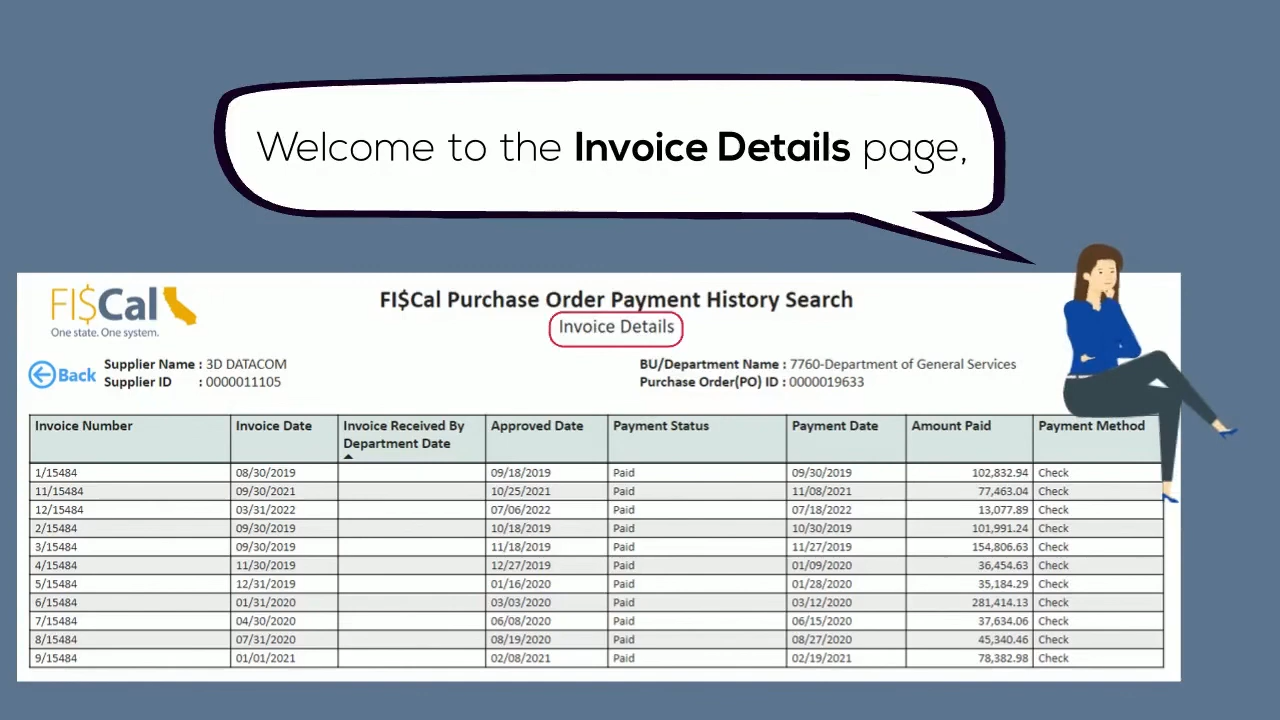 Welcome to the Invoice Details page,
FI$Cal
One state. One system.
FI$Cal Purchase Order Payment History Search
Invoice Details
Back
Supplier Name : 3D DATACOM
Supplier ID : 0000011105
BU/Department Name : 7760-Department of General Services
Purchase Order(PO) ID : 0000019633
Invoice Number Invoice Date Invoice Received By Department Date Approved Date Payment Status Payment Date Amount Paid Payment Method
1/15484 08/30/2019 09/18/2019 Paid 09/30/2019 102,832.94 Check
11/15484 09/30/2021 10/25/2021 Paid 11/08/2021 77,463.04 Check
12/15484 03/31/2022 07/06/2022 Paid 07/18/2022 13,077.89 Check
2/15484 09/30/2019 10/18/2019 Paid 10/30/2019 101,991.24 Check
3/15484 09/30/2019 11/18/2019 Paid 11/27/2019 154,806.63 Check
4/15484 11/30/2019 12/27/2019 Paid 01/09/2020 36,454.63 Check
5/15484 12/31/2019 01/16/2020 Paid 01/28/2020 35,184.29 Check
6/15484 01/31/2020 03/03/2020 Paid 03/12/2020 281,414.13 Check
7/15484 04/30/2020 06/08/2020 Paid 06/15/2020 37,634.06 Check
8/15484 07/31/2020 08/19/2020 Paid 08/27/2020 45,340.46 Check
9/15484 01/01/2021 02/08/2021 Paid 02/19/2021 78,382.98 Check